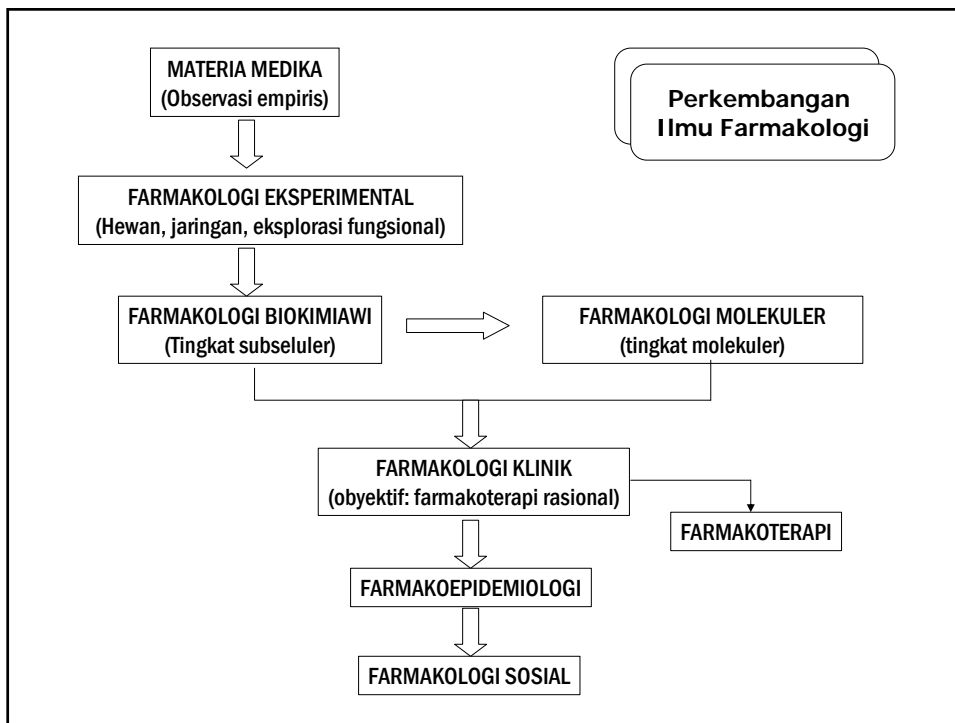 MATERIA MEDIKA
(Observasi empiris)
Perkembangan
Ilmu Farmakologi
FARMAKOLOGI EKSPERIMENTAL
(Hewan, jaringan, eksplorasi fungsional)
FARMAKOLOGI BIOKIMIAWI
(Tingkat subseluler)
FARMAKOLOGI MOLEKULER
(tingkat molekuler)
FARMAKOLOGI KLINIK
(obyektif: farmakoterapi rasional)
FARMAKOTERAPI
FARMAKOEPIDEMIOLOGI
FARMAKOLOGI SOSIAL